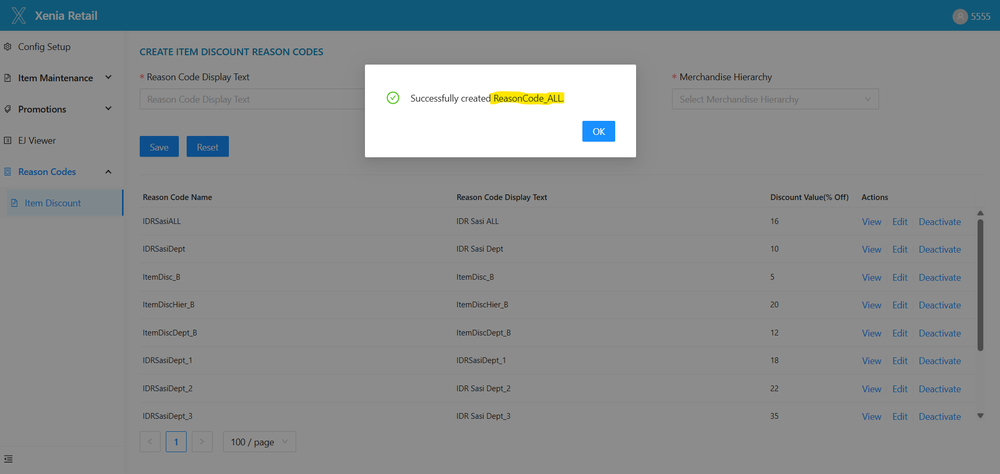 Xenia Retail
5555
Config Setup
Item Maintenance
Promotions
EJ Viewer
Reason Codes
Item Discount
CREATE ITEM DISCOUNT REASON CODES
* Reason Code Display Text
* Merchandise Hierarchy
Reason Code Display Text
Select Merchandise Hierarchy
Successfully created ReasonCode_ALL.
OK
Save Reset
Reason Code Name Reason Code Display Text Discount Value(% Off) Actions
IDRSasiALL IDR Sasi ALL 16 View Edit Deactivate
IDRSasiDept IDR Sasi Dept 10 View Edit Deactivate
ItemDisc_B ItemDisc_B 5 View Edit Deactivate
ItemDiscHier_B ItemDiscHier_B 20 View Edit Deactivate
ItemDiscDept_B ItemDiscDept_B 12 View Edit Deactivate
IDRSasiDept_1 IDRSasiDept_1 18 View Edit Deactivate
IDRSasiDept_2 IDR Sasi Dept_2 22 View Edit Deactivate
IDRSasiDept_3 IDR Sasi Dept_3 35 View Edit Deactivate
< 1 > 100 / page